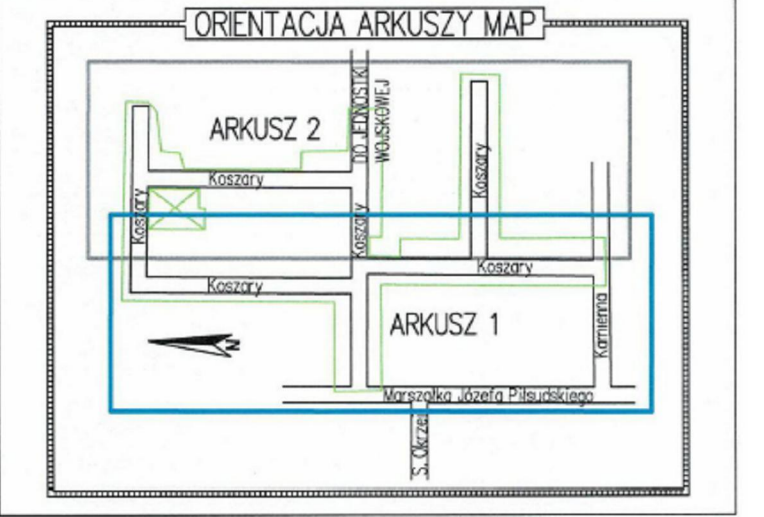 ORIENTACJA ARKUSZY MAP
DO JEDNOSTKI
WOJSKOWEJ
ARKUSZ 2
Koszary
Koszary
Koszary
Koszary
Koszary
Koszary
ARKUSZ 1
Kamienna
N
Marszałka Józefa Piłsudskiego
S. Okrzei